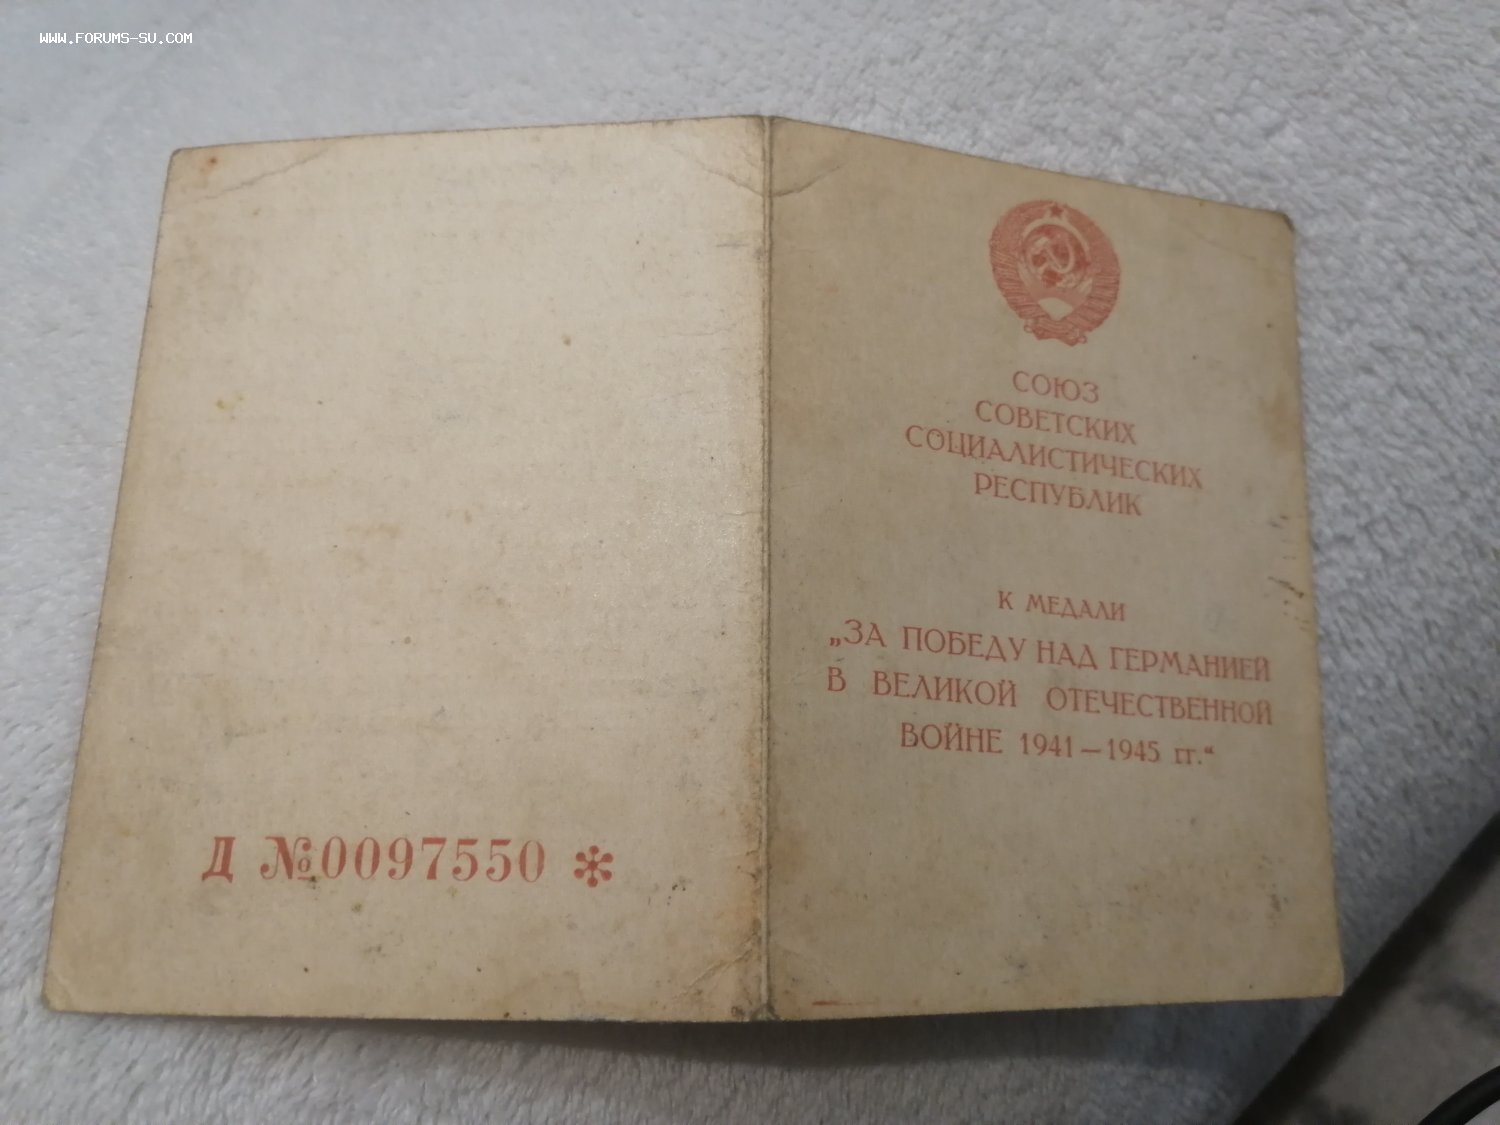 WWW.FORUMS-SU.COM
СОЮЗ
СОВЕТСКИХ
СОЦИАЛИСТИЧЕСКИХ
РЕСПУБЛИК
К МЕДАЛИ
„ЗА ПОБЕДУ НАД ГЕРМАНИЕЙ
В ВЕЛИКОЙ ОТЕЧЕСТВЕННОЙ
ВОЙНЕ 1941—1945 гг.“
Д №0097550 *